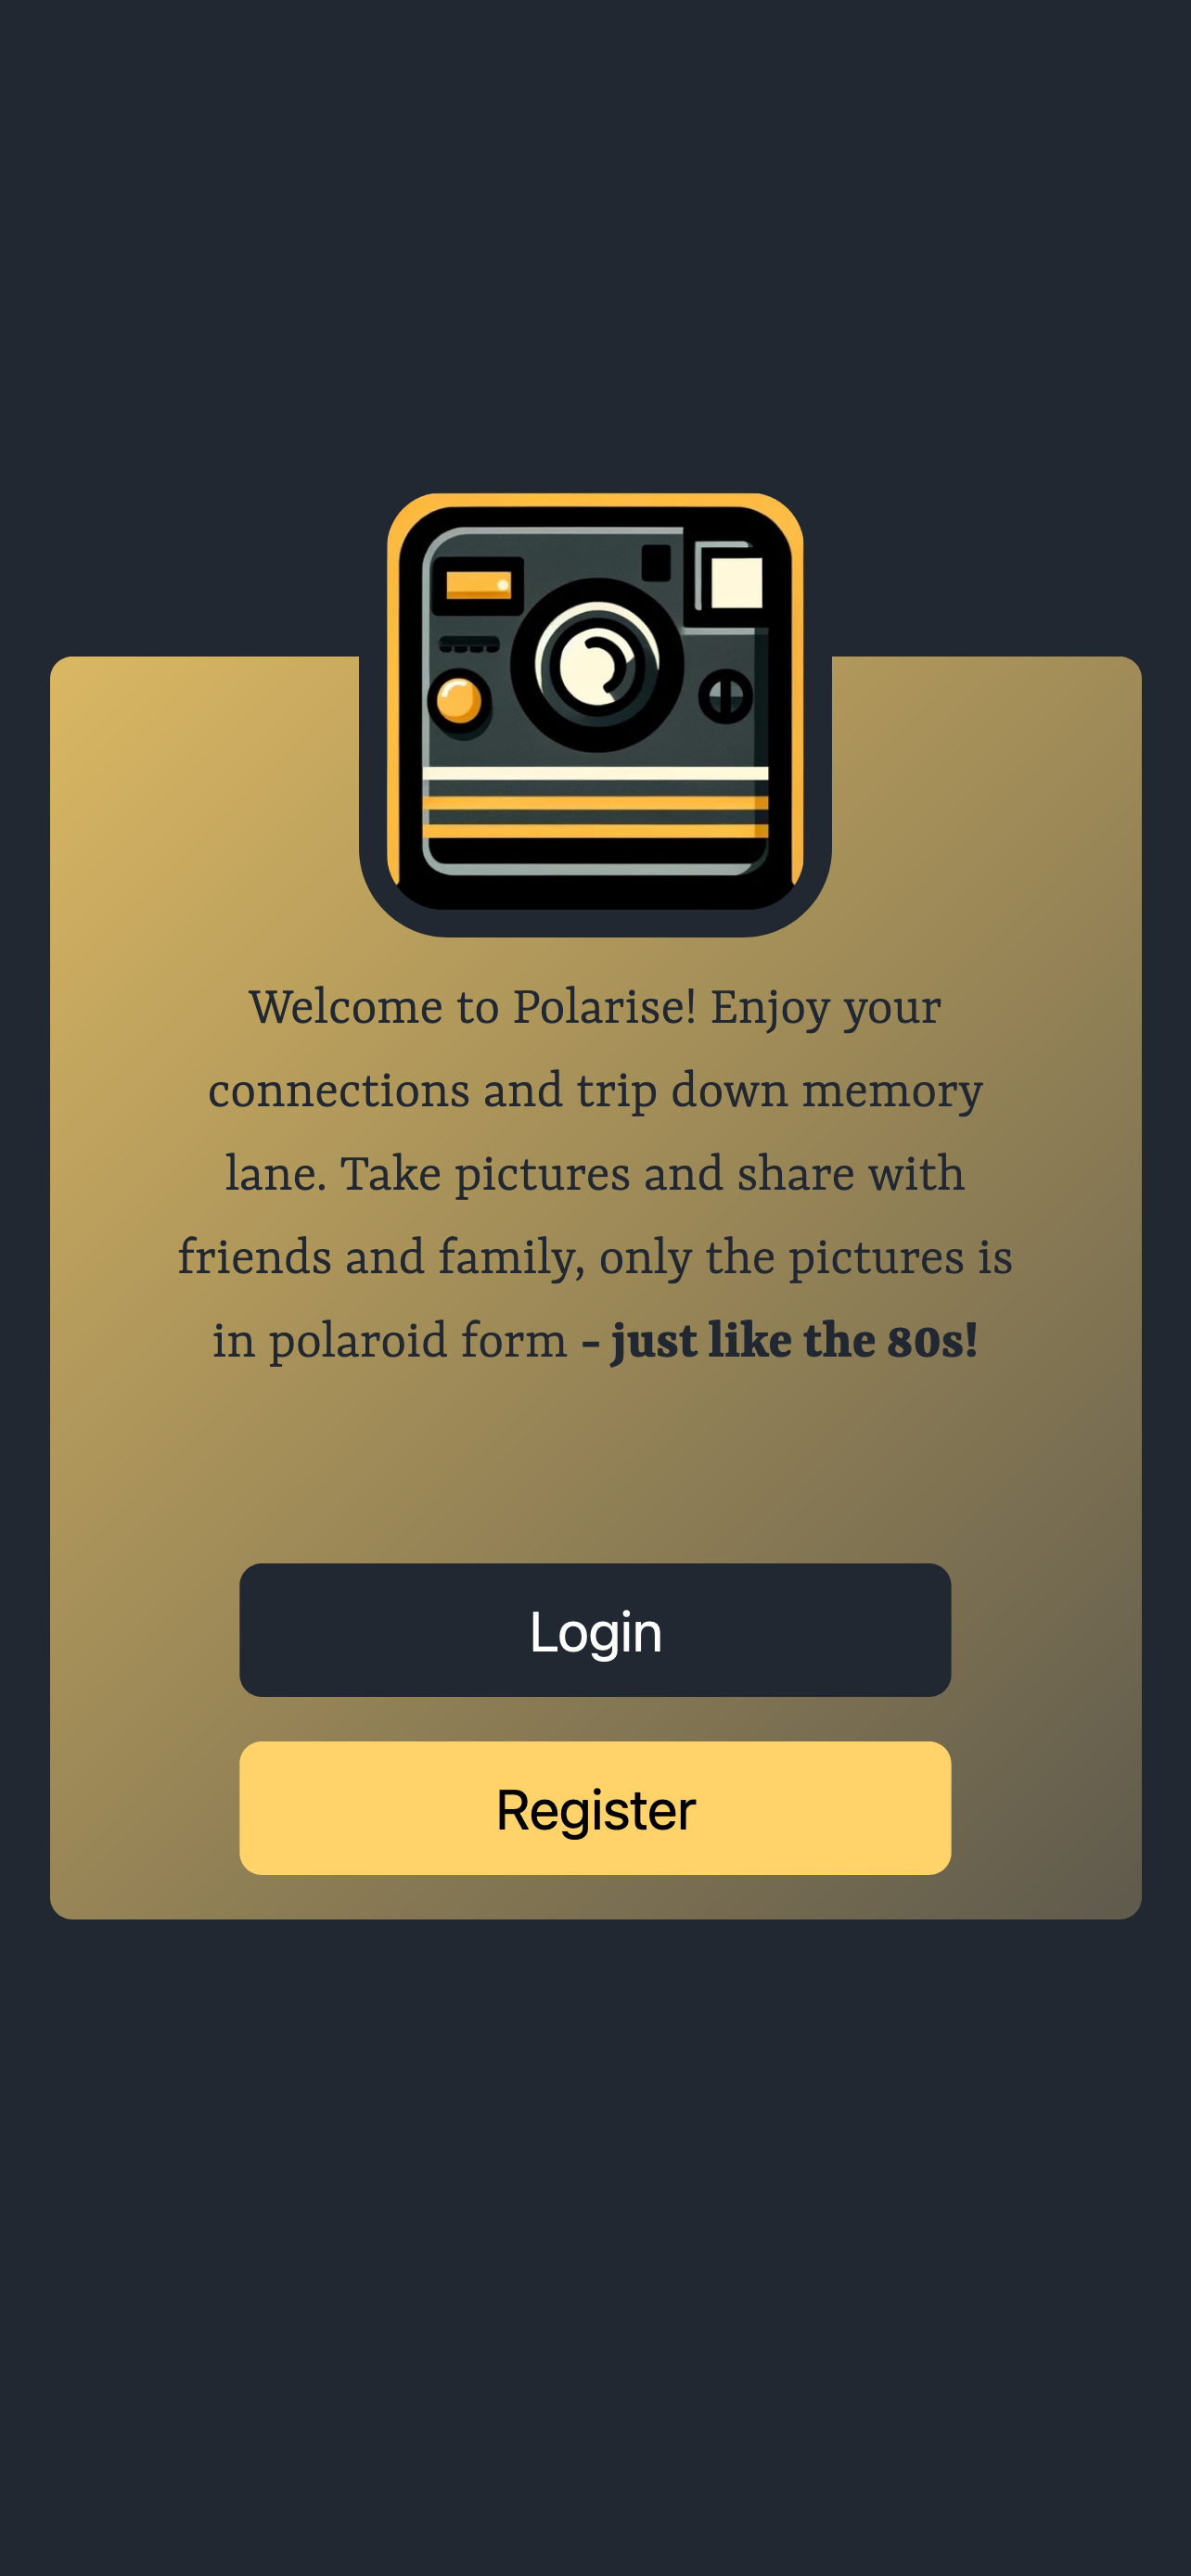 Welcome to Polarise! Enjoy your
connections and trip down memory
lane. Take pictures and share with
friends and family, only the pictures is
in polaroid form - just like the 80s!
Login
Register